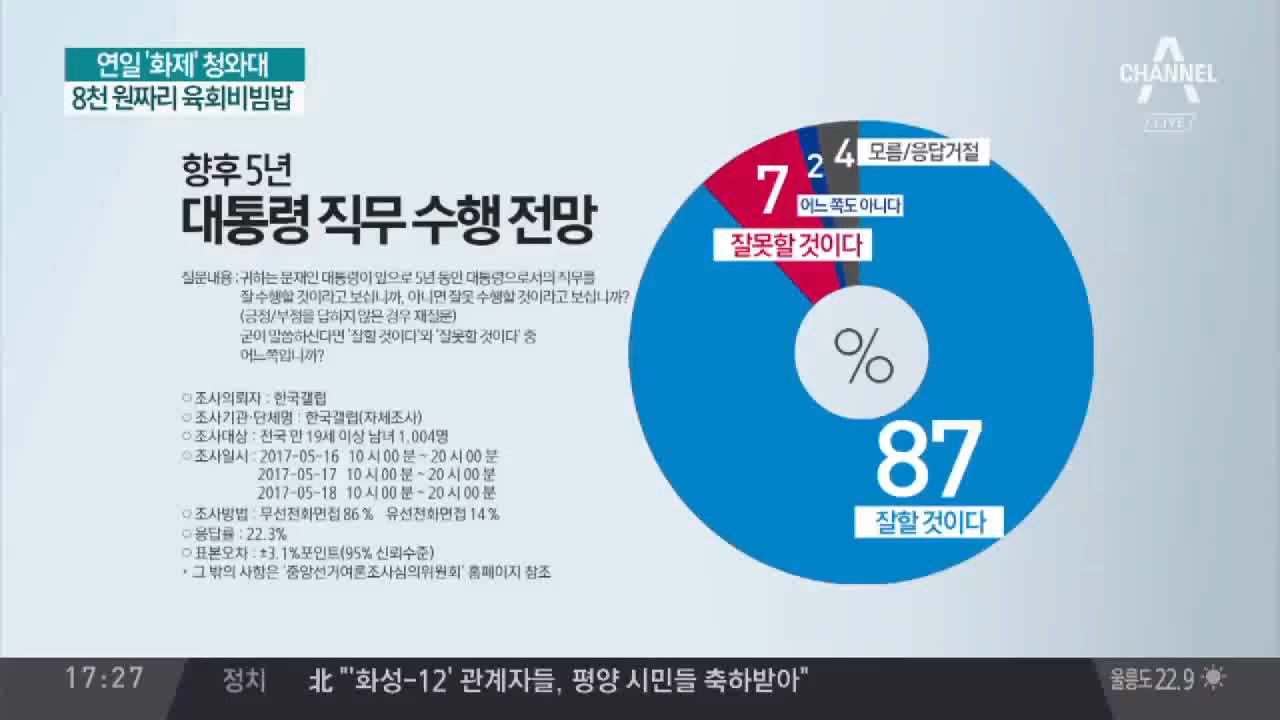 연일 '화제' 청와대
8천 원짜리 육회비빔밥
CHANNEL A
LIVE
향후 5년
대통령 직무 수행 전망
질문내용 : 귀하는 문재인 대통령이 앞으로 5년 동안 대통령으로서의 직무를
잘 수행할 것이라고 보십니까, 아니면 잘못 수행할 것이라고 보십니까?
(긍정/부정을 답하지 않은 경우 재질문)
굳이 말씀하신다면 '잘할 것이다'와 '잘못할 것이다' 중
어느쪽입니까?
○ 조사의뢰자 : 한국갤럽
○ 조사기관·단체명 : 한국갤럽(자체조사)
○ 조사대상 : 전국 만 19세 이상 남녀 1,004명
○ 조사일시 : 2017-05-16 10 시 00 분 ~ 20 시 00 분
2017-05-17 10 시 00 분 ~ 20 시 00 분
2017-05-18 10 시 00 분 ~ 20 시 00 분
○ 조사방법 : 무선전화면접 86 % 유선전화면접 14 %
○ 응답률 : 22.3%
○ 표본오차 : ±3.1%포인트(95% 신뢰수준)
* 그 밖의 사항은 '중앙선거여론조사심의위원회' 홈페이지 참조
7
잘못할 것이다
2
어느 쪽도 아니다
4
모름/응답거절
%
87
잘할 것이다
17:27 정치 北 "'화성-12' 관계자들, 평양 시민들 축하받아" 울릉도 22.9